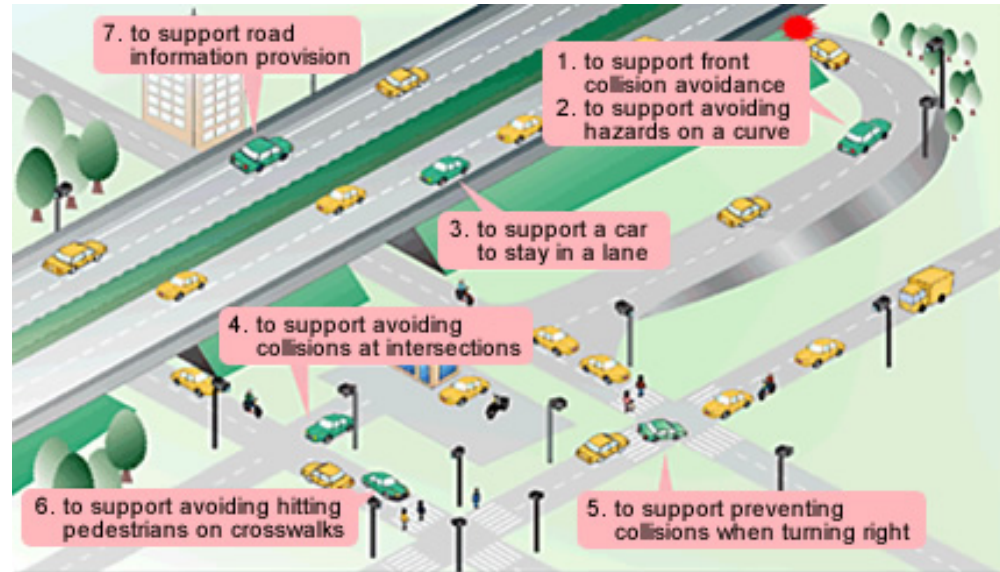 7. to support road
information provision
1. to support front
collision avoidance
2. to support avoiding
hazards on a curve
3. to support a car
to stay in a lane
4. to support avoiding
collisions at intersections
6. to support avoiding hitting
pedestrians on crosswalks
5. to support preventing
collisions when turning right